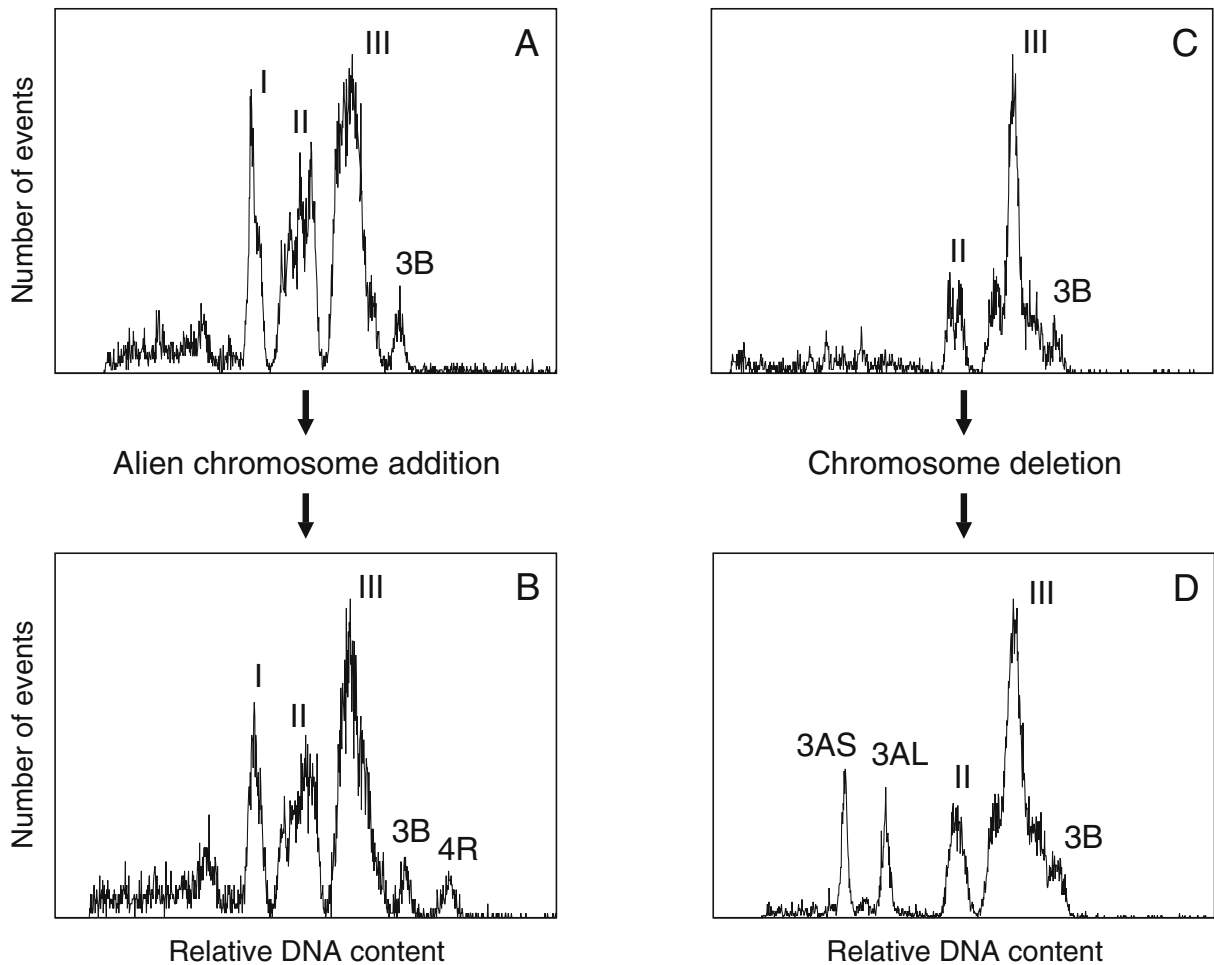 A
III
I
II
3B
Number of events
C
III
II
3B
Alien chromosome addition
Chromosome deletion
B
III
I
II
3B
4R
Number of events
Relative DNA content
D
III
3AS
3AL
II
3B
Relative DNA content